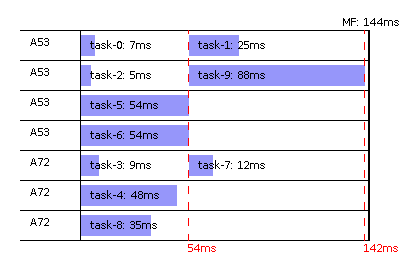 MF: 144ms
A53 task-0: 7ms task-1: 25ms
A53 task-2: 5ms task-9: 88ms
A53 task-5: 54ms
A53 task-6: 54ms
A72 task-3: 9ms task-7: 12ms
A72 task-4: 48ms
A72 task-8: 35ms
54ms 142ms